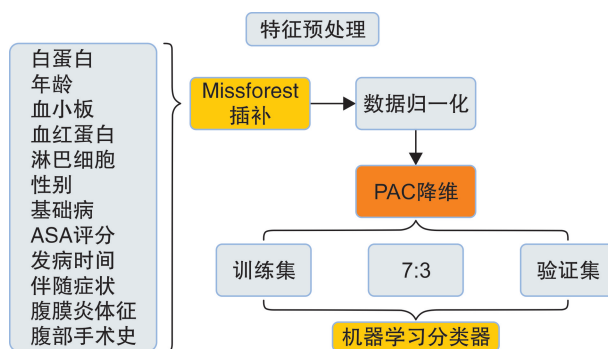 特征预处理
白蛋白
年龄
血小板
血红蛋白
淋巴细胞
性别
基础病
ASA评分
发病时间
伴随症状
腹膜炎体征
腹部手术史
Missforest
插补
数据归一化
PAC降维
训练集
7:3
验证集
机器学习分类器